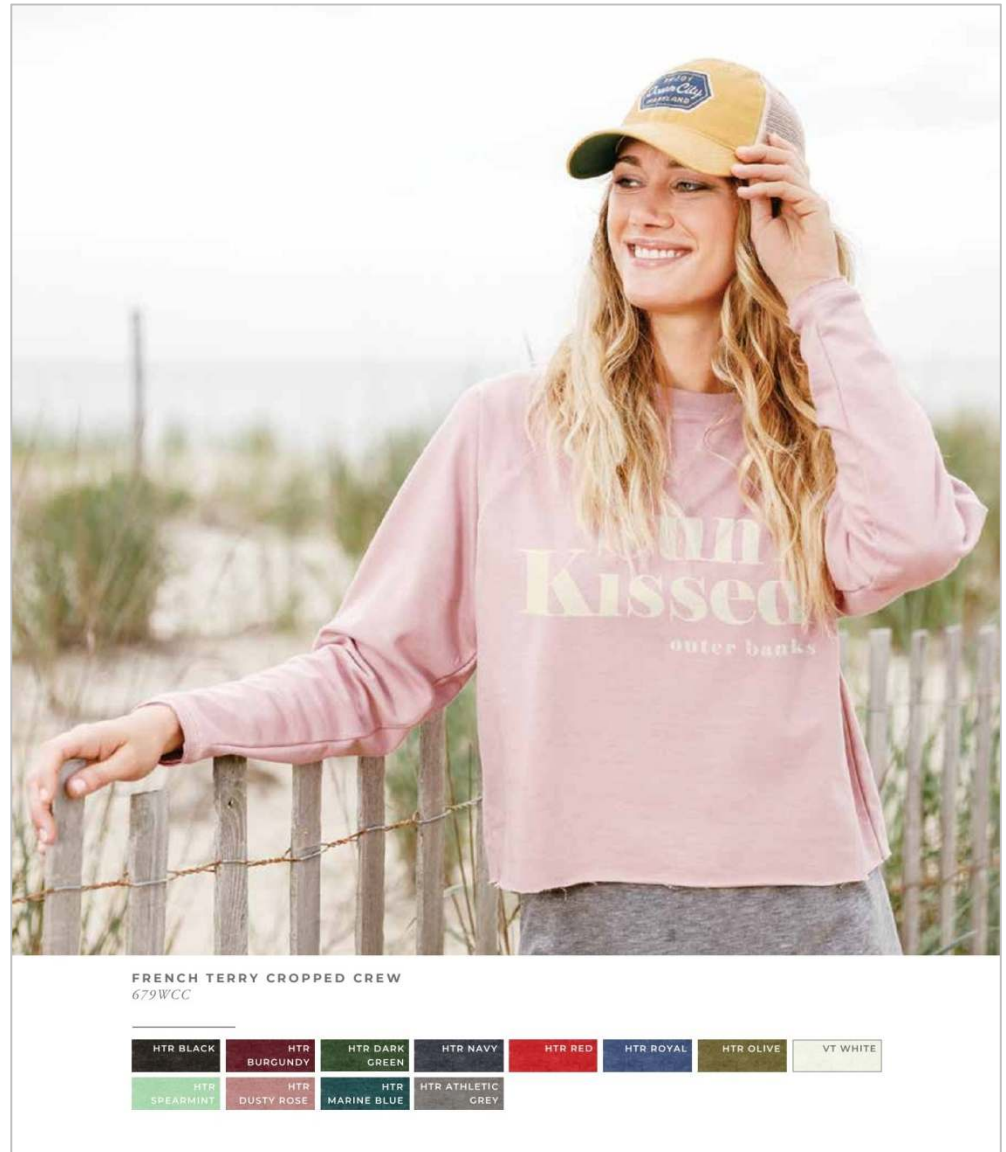 ENJOY
Ocean City
MARYLAND
Kissed
outer banks
FRENCH TERRY CROPPED CREW
679WCC
HTR BLACK
HTR
BURGUNDY
HTR DARK
GREEN
HTR NAVY
HTR RED
HTR ROYAL
HTR OLIVE
VT WHITE
HTR
SPEARMINT
HTR
DUSTY ROSE
HTR
MARINE BLUE
HTR ATHLETIC
GREY